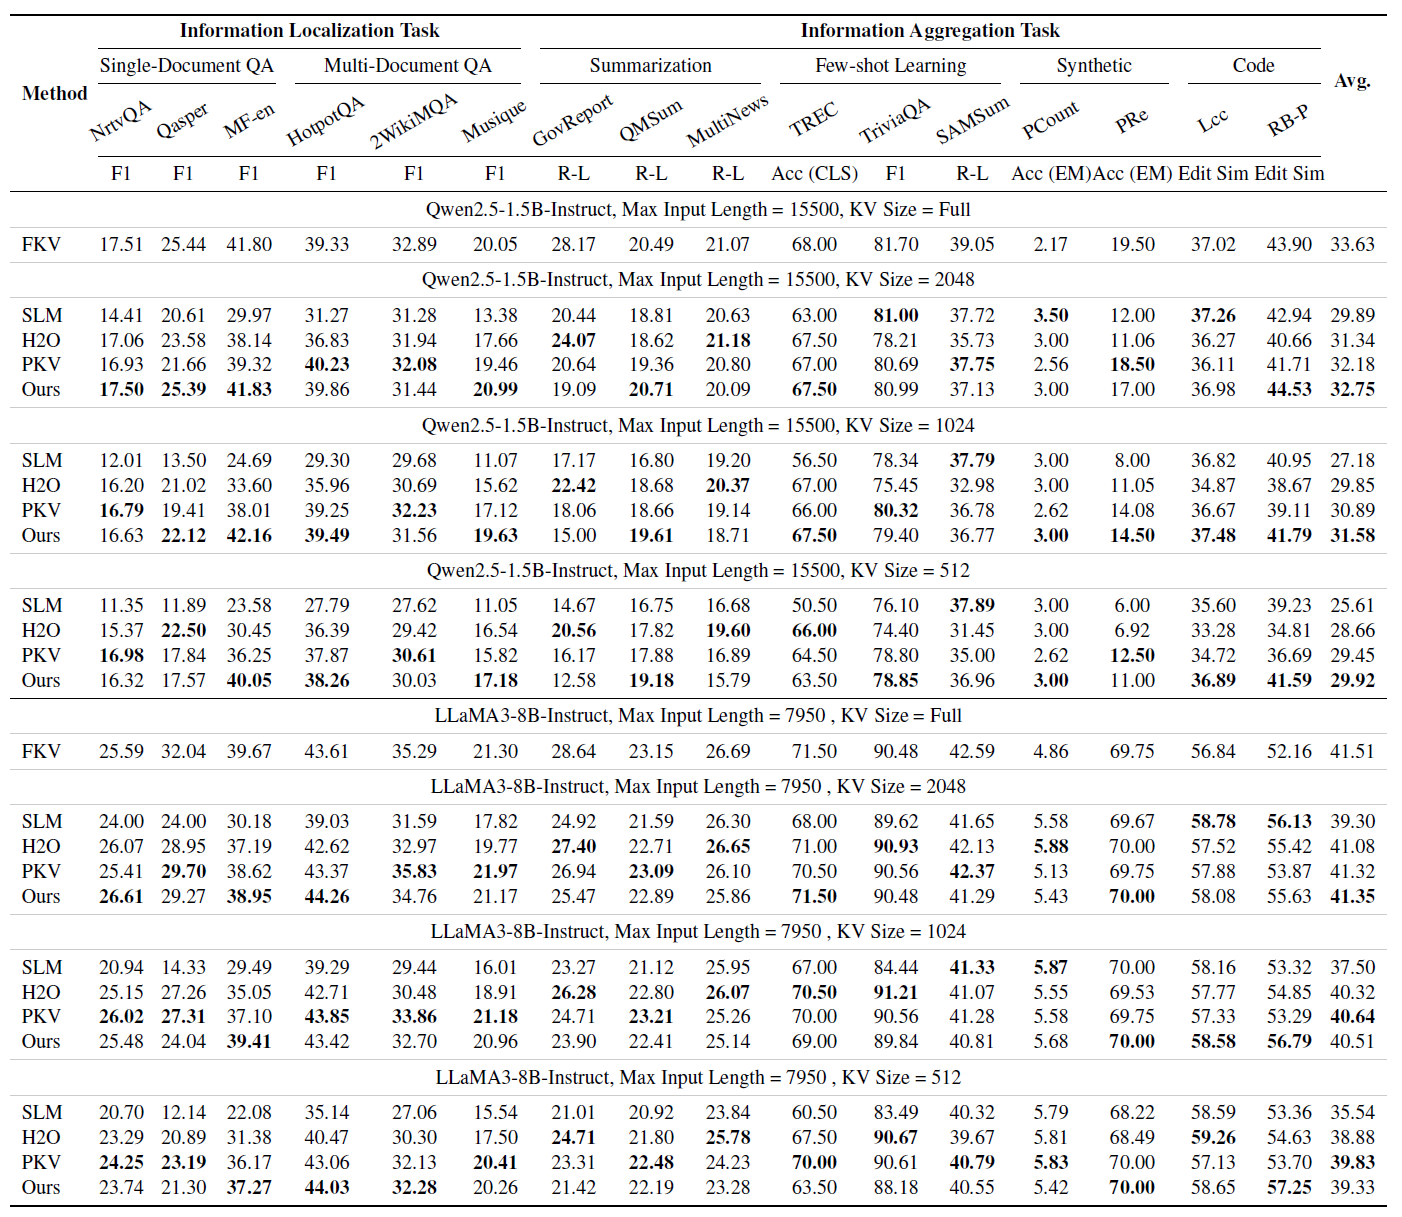 Information Localization Task Information Aggregation Task
Single-Document QA Multi-Document QA Summarization Few-shot Learning Synthetic Code
Method Avg.
NrtvQA Qasper MF-en HotpotQA 2WikiMQA Musique GovReport QMSum MultiNews TREC TriviaQA SAMSum PCount PRe Lcc RB-P
F1 F1 F1 F1 F1 F1 R-L R-L R-L Acc (CLS) F1 R-L Acc (EM) Acc (EM) Edit Sim Edit Sim
Qwen2.5-1.5B-Instruct, Max Input Length = 15500, KV Size = Full
FKV 17.51 25.44 41.80 39.33 32.89 20.05 28.17 20.49 21.07 68.00 81.70 39.05 2.17 19.50 37.02 43.90 33.63
Qwen2.5-1.5B-Instruct, Max Input Length = 15500, KV Size = 2048
SLM 14.41 20.61 29.97 31.27 31.28 13.38 20.44 18.81 20.63 63.00 81.00 37.72 3.50 12.00 37.26 42.94 29.89
H2O 17.06 23.58 38.14 36.83 31.94 17.66 24.07 18.62 21.18 67.50 78.21 35.73 3.00 11.06 36.27 40.66 31.34
PKV 16.93 21.66 39.32 40.23 32.08 19.46 20.64 19.36 20.80 67.00 80.69 37.75 2.56 18.50 36.11 41.71 32.18
Ours 17.50 25.39 41.83 39.86 31.44 20.99 19.09 20.71 20.09 67.50 80.99 37.13 3.00 17.00 36.98 44.53 32.75
Qwen2.5-1.5B-Instruct, Max Input Length = 15500, KV Size = 1024
SLM 12.01 13.50 24.69 29.30 29.68 11.07 17.17 16.80 19.20 56.50 78.34 37.79 3.00 8.00 36.82 40.95 27.18
H2O 16.20 21.02 33.60 35.96 30.69 15.62 22.42 18.68 20.37 67.00 75.45 32.98 3.00 11.05 34.87 38.67 29.85
PKV 16.79 19.41 38.01 39.25 32.23 17.12 18.06 18.66 19.14 66.00 80.32 36.78 2.62 14.08 36.67 39.11 30.89
Ours 16.63 22.12 42.16 39.49 31.56 19.63 15.00 19.61 18.71 67.50 79.40 36.77 3.00 14.50 37.48 41.79 31.58
Qwen2.5-1.5B-Instruct, Max Input Length = 15500, KV Size = 512
SLM 11.35 11.89 23.58 27.79 27.62 11.05 14.67 16.75 16.68 50.50 76.10 37.89 3.00 6.00 35.60 39.23 25.61
H2O 15.37 22.50 30.45 36.39 29.42 16.54 20.56 17.82 19.60 66.00 74.40 31.45 3.00 6.92 33.28 34.81 28.66
PKV 16.98 17.84 36.25 37.87 30.61 15.82 16.17 17.88 16.89 64.50 78.80 35.00 2.62 12.50 34.72 36.69 29.45
Ours 16.32 17.57 40.05 38.26 30.03 17.18 12.58 19.18 15.79 63.50 78.85 36.96 3.00 11.00 36.89 41.59 29.92
LLaMA3-8B-Instruct, Max Input Length = 7950 , KV Size = Full
FKV 25.59 32.04 39.67 43.61 35.29 21.30 28.64 23.15 26.69 71.50 90.48 42.59 4.86 69.75 56.84 52.16 41.51
LLaMA3-8B-Instruct, Max Input Length = 7950 , KV Size = 2048
SLM 24.00 24.00 30.18 39.03 31.59 17.82 24.92 21.59 26.30 68.00 89.62 41.65 5.58 69.67 58.78 56.13 39.30
H2O 26.07 28.95 37.19 42.62 32.97 19.77 27.40 22.71 26.65 71.00 90.93 42.13 5.88 70.00 57.52 55.42 41.08
PKV 25.41 29.70 38.62 43.37 35.83 21.97 26.94 23.09 26.10 70.50 90.56 42.37 5.13 69.75 57.88 53.87 41.32
Ours 26.61 29.27 38.95 44.26 34.76 21.17 25.47 22.89 25.86 71.50 90.48 41.29 5.43 70.00 58.08 55.63 41.35
LLaMA3-8B-Instruct, Max Input Length = 7950 , KV Size = 1024
SLM 20.94 14.33 29.49 39.29 29.44 16.01 23.27 21.12 25.95 67.00 84.44 41.33 5.87 70.00 58.16 53.32 37.50
H2O 25.15 27.26 35.05 42.71 30.48 18.91 26.28 22.80 26.07 70.50 91.21 41.07 5.55 69.53 57.77 54.85 40.32
PKV 26.02 27.31 37.10 43.85 33.86 21.18 24.71 23.21 25.26 70.00 90.56 41.28 5.58 69.75 57.33 53.29 40.64
Ours 25.48 24.04 39.41 43.42 32.70 20.96 23.90 22.41 25.14 69.00 89.84 40.81 5.68 70.00 58.58 56.79 40.51
LLaMA3-8B-Instruct, Max Input Length = 7950 , KV Size = 512
SLM 20.70 12.14 22.08 35.14 27.06 15.54 21.01 20.92 23.84 60.50 83.49 40.32 5.79 68.22 58.59 53.36 35.54
H2O 23.29 20.89 31.38 40.47 30.30 17.50 24.71 21.80 25.78 67.50 90.67 39.67 5.81 68.49 59.26 54.63 38.88
PKV 24.25 23.19 36.17 43.06 32.13 20.41 23.31 22.48 24.23 70.00 90.61 40.79 5.83 70.00 57.13 53.70 39.83
Ours 23.74 21.30 37.27 44.03 32.28 20.26 21.42 22.19 23.28 63.50 88.18 40.55 5.42 70.00 58.65 57.25 39.33